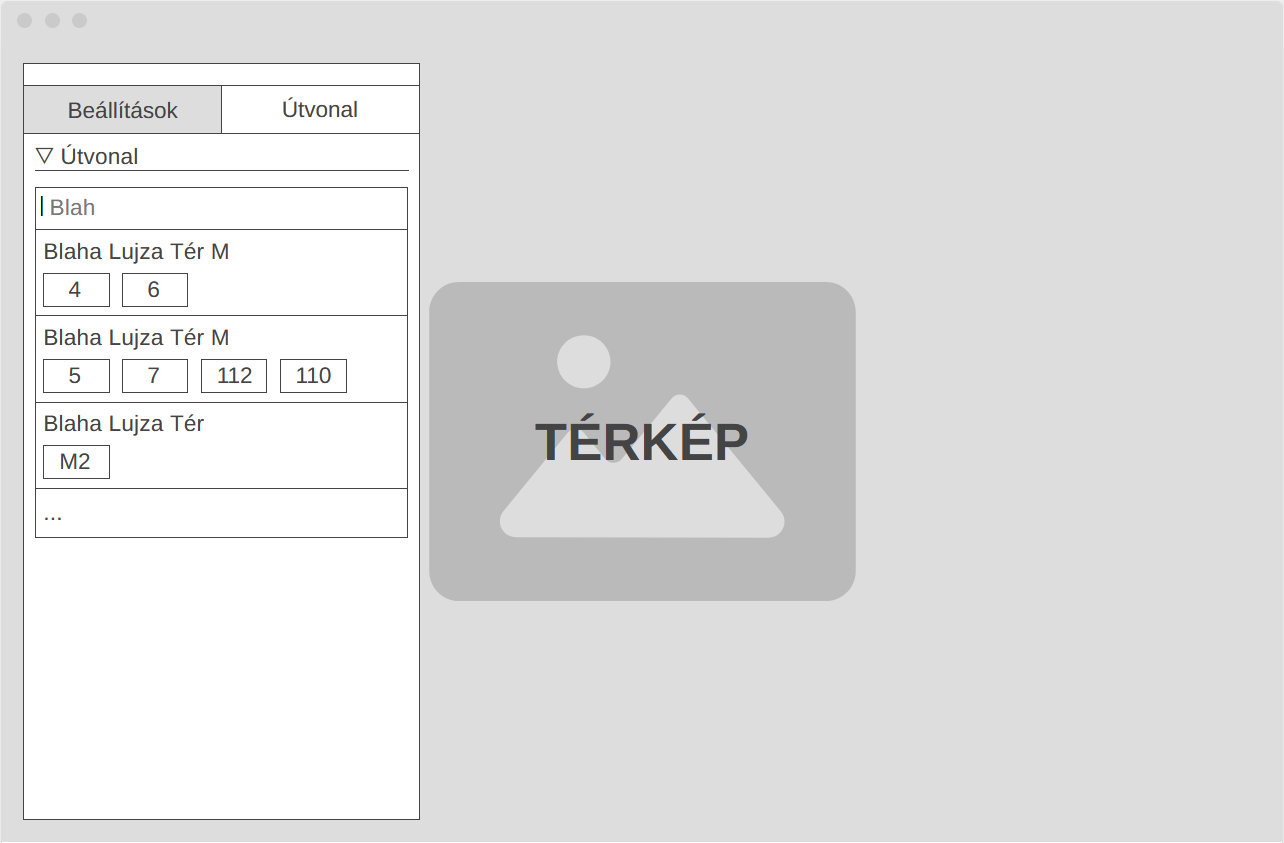 Beállítások
Útvonal
▽ Útvonal
Blah
Blaha Lujza Tér M
4 6
Blaha Lujza Tér M
5 7 112 110
Blaha Lujza Tér
M2
...
TÉRKÉP